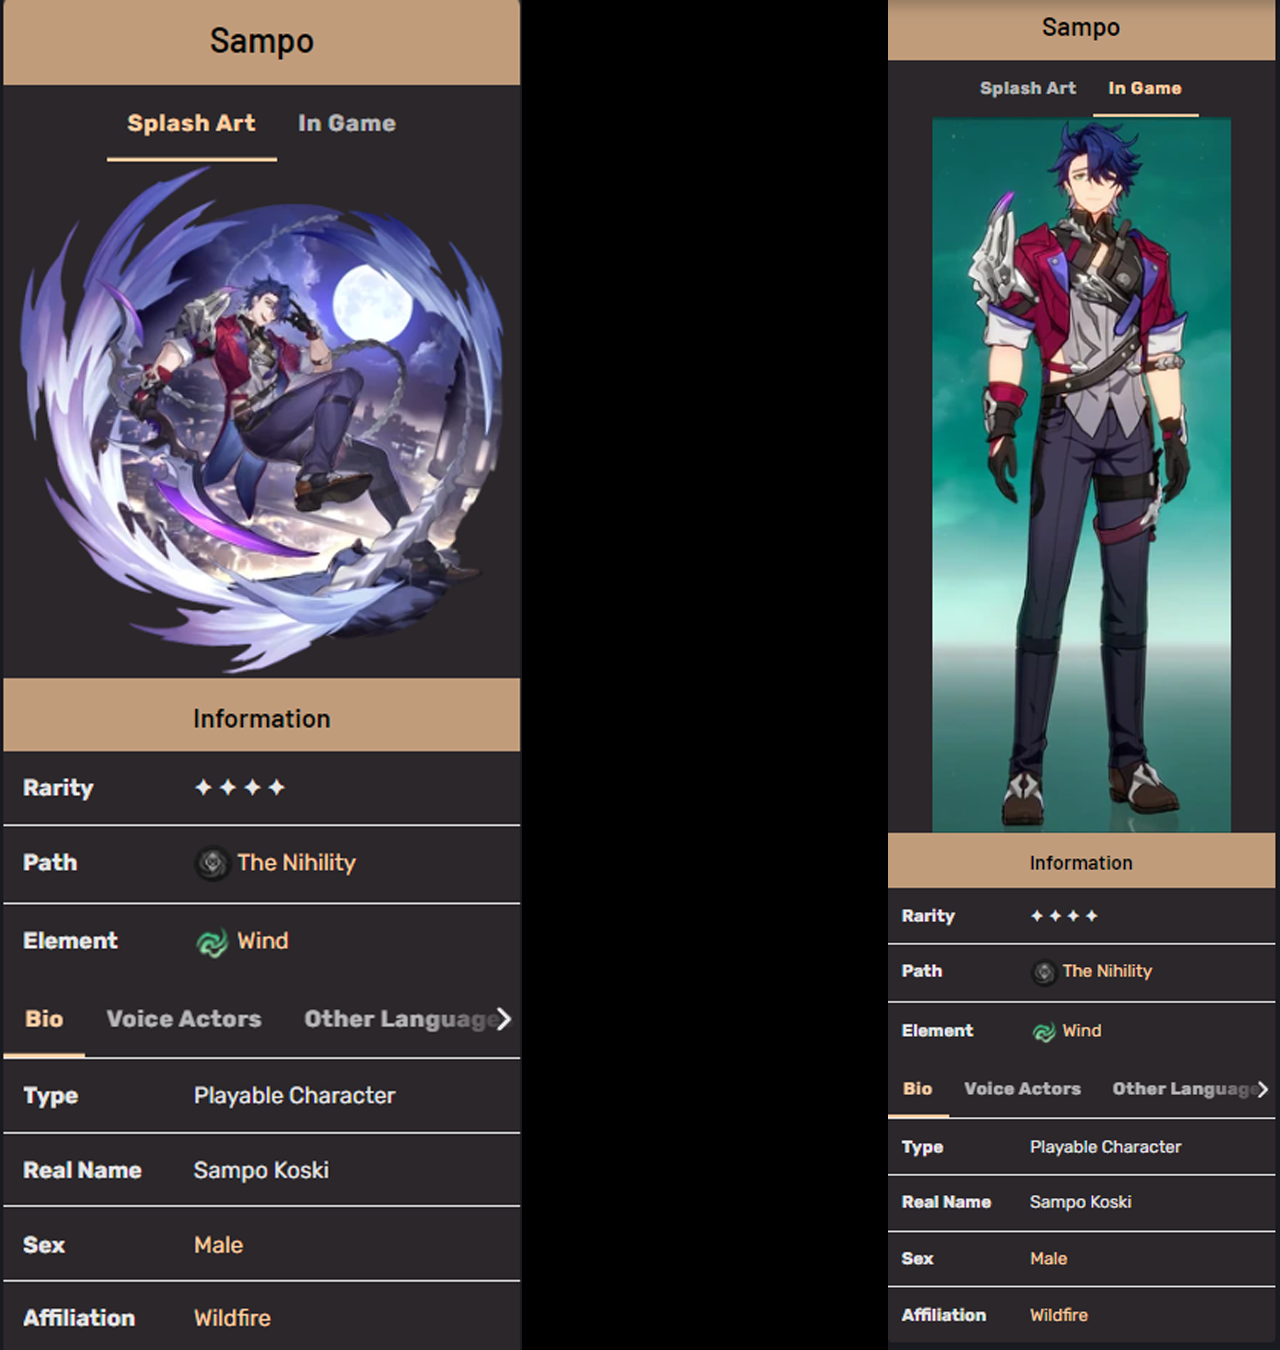 Sampo
Splash Art In Game
Information
Rarity ✦ ✦ ✦ ✦
Path The Nihility
Element Wind
Bio Voice Actors Other Language
Type Playable Character
Real Name Sampo Koski
Sex Male
Affiliation Wildfire
Sampo
Splash Art In Game
Information
Rarity ✦ ✦ ✦ ✦
Path The Nihility
Element Wind
Bio Voice Actors Other Language
Type Playable Character
Real Name Sampo Koski
Sex Male
Affiliation Wildfire